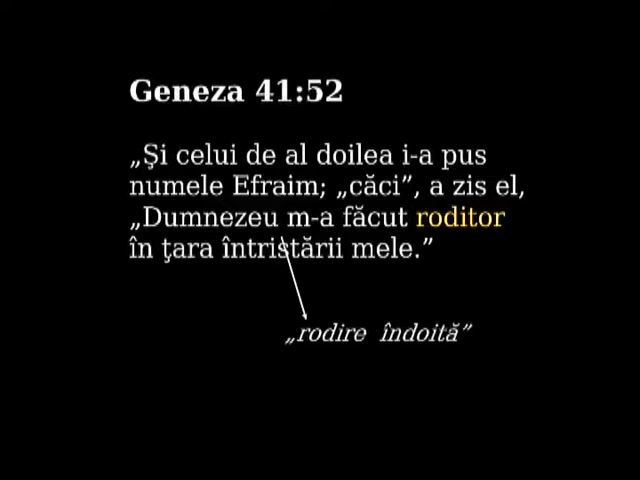 Geneza 41:52
„Şi celui de al doilea i-a pus
numele Efraim; „căci”, a zis el,
„Dumnezeu m-a făcut roditor
în ţara întristării mele.”
„rodire îndoită”